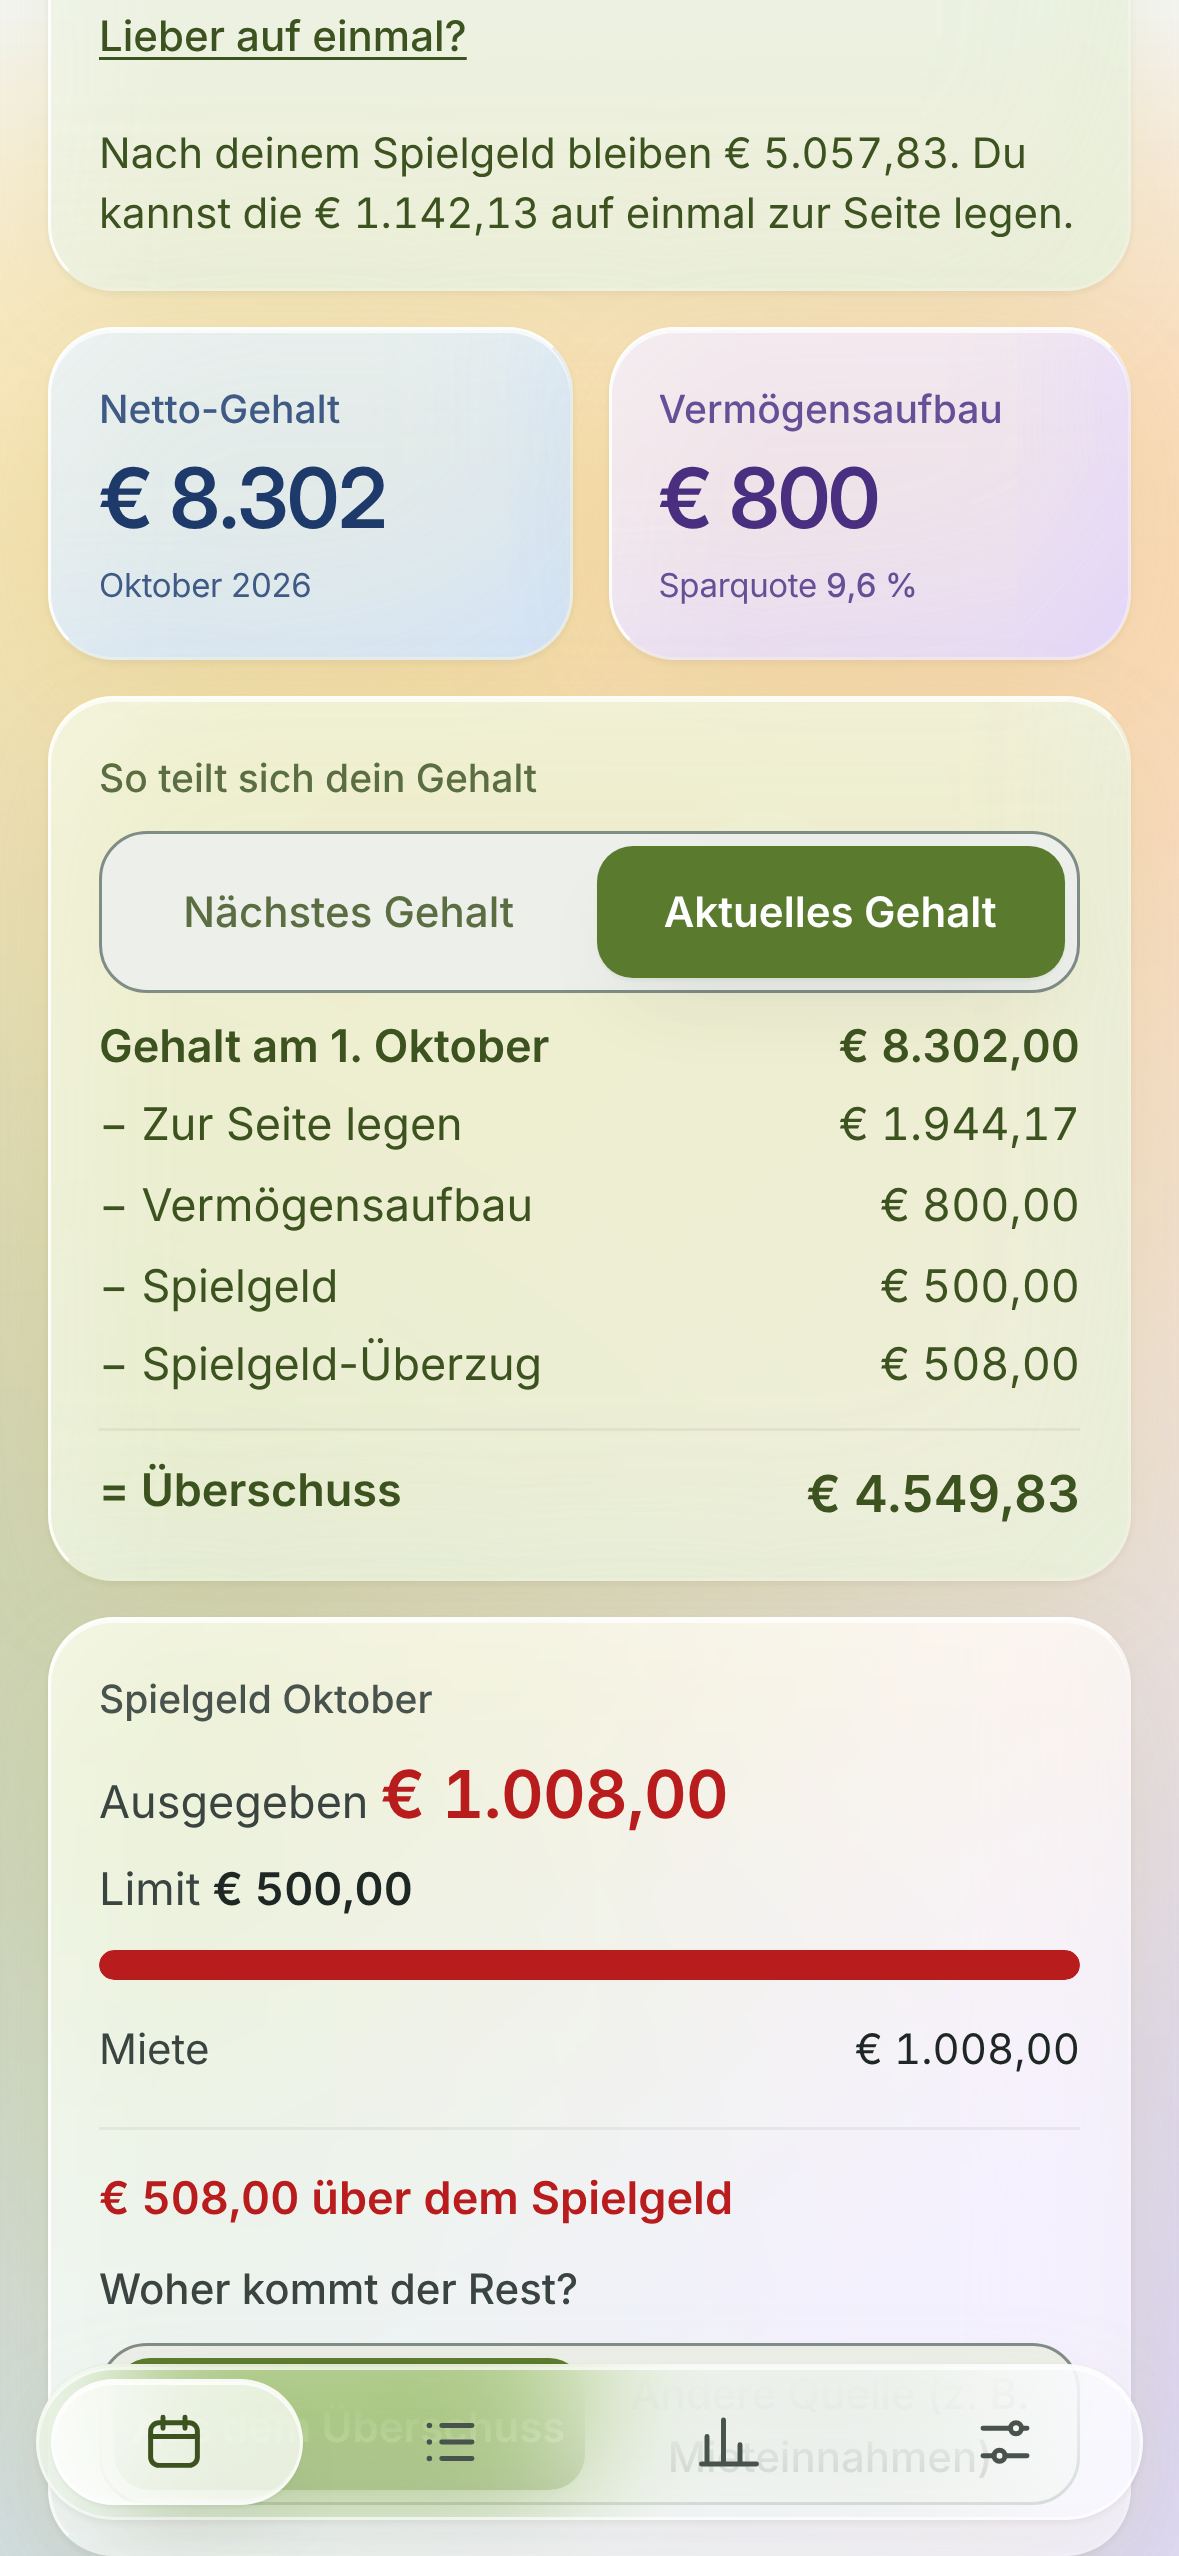 Lieber auf einmal?
Nach deinem Spielgeld bleiben € 5.057,83. Du
kannst die € 1.142,13 auf einmal zur Seite legen.
Netto-Gehalt
€ 8.302
Oktober 2026
Vermögensaufbau
€ 800
Sparquote 9,6 %
So teilt sich dein Gehalt
Nächstes Gehalt
Aktuelles Gehalt
Gehalt am 1. Oktober € 8.302,00
– Zur Seite legen € 1.944,17
– Vermögensaufbau € 800,00
– Spielgeld € 500,00
– Spielgeld-Überzug € 508,00
= Überschuss € 4.549,83
Spielgeld Oktober
Ausgegeben € 1.008,00
Limit € 500,00
Miete € 1.008,00
€ 508,00 über dem Spielgeld
Woher kommt der Rest?
Überschuss
Andere Quelle (z. B.
Mieteinnahmen)